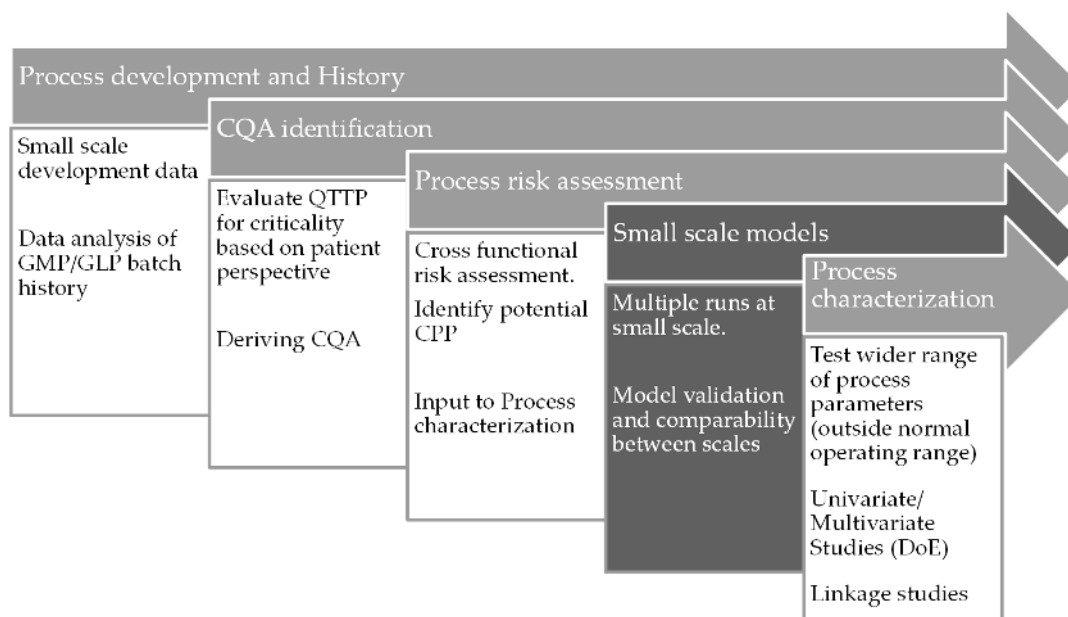 Process development and History
Small scale
development data
Data analysis of
GMP/GLP batch
history
CQA identification
Evaluate QTTP
for criticality
based on patient
perspective
Deriving CQA
Process risk assessment
Cross functional
risk assessment.
Identify potential
CPP
Input to Process
characterization
Small scale models
Multiple runs at
small scale.
Model validation
and comparability
between scales
Process
characterization
Test wider range
of process
parameters
(outside normal
operating range)
Univariate/
Multivariate
Studies (DoE)
Linkage studies